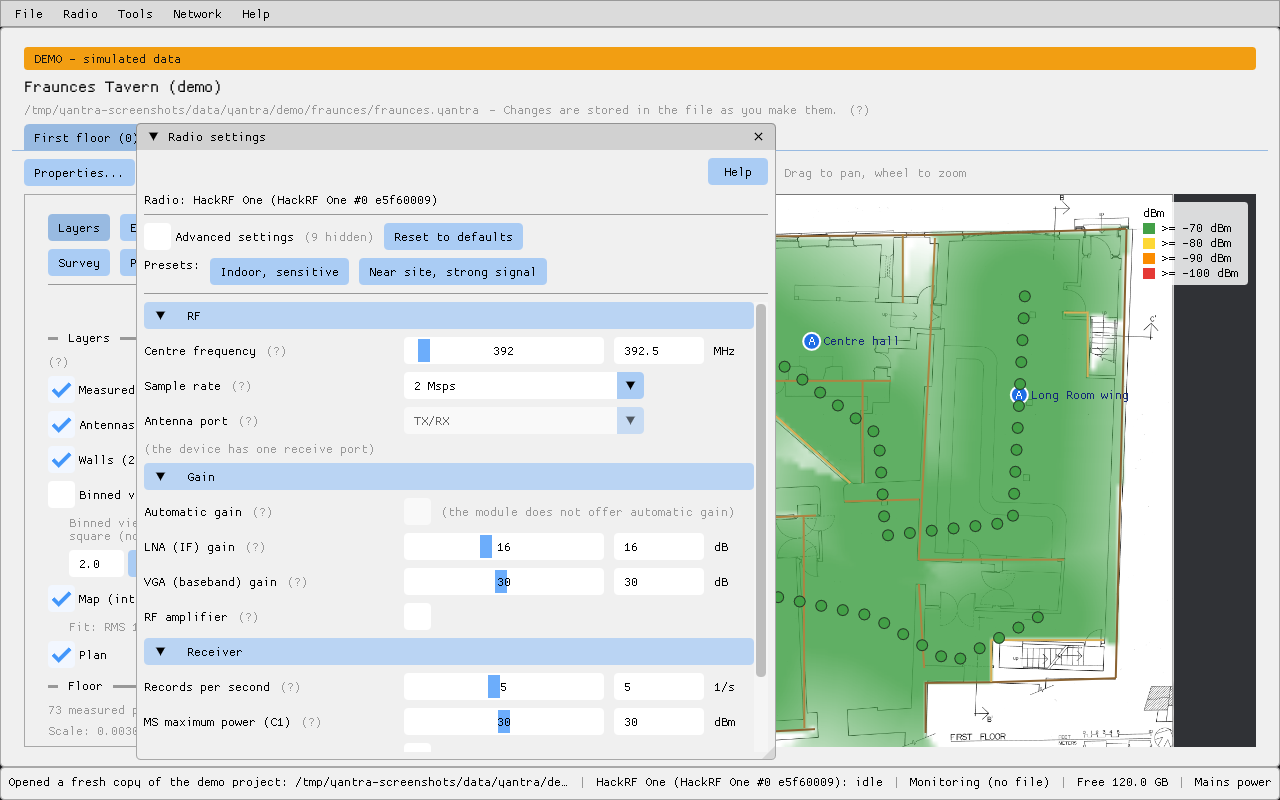 File Radio Tools Network Help
DEMO - simulated data
Fraunces Tavern (demo)
/tmp/yantra-screenshots/data/yantra/demo/fraunces/fraunces.yantra - Changes are stored in the file as you make them. (?)
First floor (0)
Radio settings
Properties...
Help
Drag to pan, wheel to zoom
Radio: HackRF One (HackRF One #0 e5f60009)
Layers
Advanced settings (9 hidden) Reset to defaults
Survey
Presets: Indoor, sensitive Near site, strong signal
dBm
>= -70 dBm
>= -80 dBm
>= -90 dBm
>= -100 dBm
RF
Layers
(?)
Centre frequency (?) 392 392.5 MHz
Centre hall
Measured
Sample rate (?) 2 Msps
Long Room wing
Antennas
Antenna port (?) TX/RX
(the device has one receive port)
Walls (2
Gain
Binned v
Automatic gain (?) (the module does not offer automatic gain)
Binned vie
square (no
LNA (IF) gain (?) 16 16 dB
2.0
VGA (baseband) gain (?) 30 30 dB
Map (int
RF amplifier (?)
Fit: RMS 1
Plan
Receiver
Floor
Records per second (?) 5 5 1/s
73 measured p
MS maximum power (C1) (?) 30 30 dBm
Scale: 0.0030
FIRST FLOOR
FEET
METERS
Opened a fresh copy of the demo project: /tmp/yantra-screenshots/data/yantra/de… | HackRF One (HackRF One #0 e5f60009): idle | Monitoring (no file) | Free 120.0 GB | Mains power